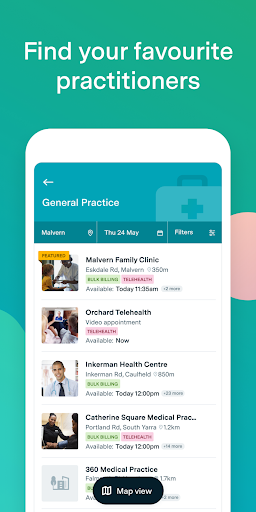 Find your favourite
practitioners
General Practice
Malvern
Thu 24 May
Filters
FEATURED
Malvern Family Clinic
Eskdale Rd, Malvern 350m
BULK BILLING TELEHEALTH
Available: Today 11:35am +2 more
Orchard Telehealth
Video appointment
TELEHEALTH
Available: Now
Inkerman Health Centre
Inkerman Rd, Caulfield 850m
BULK BILLING
Available: Today 12:00pm +23 more
Catherine Square Medical Prac...
Portland Rd, South Yarra 1.2km
BULK BILLING TELEHEALTH
Available: Today 12:00pm +14 more
360 Medical Practice
1.7km
Map view
BULK
Available: